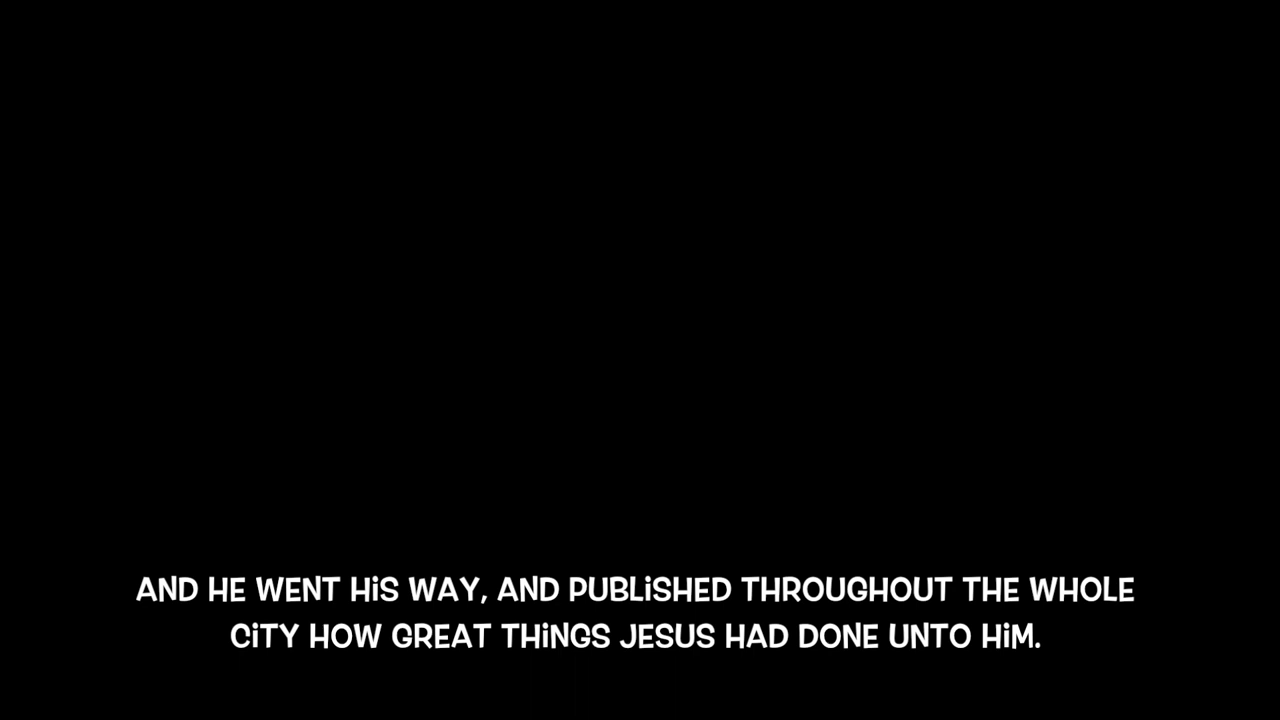 AND HE WENT HiS WAY, AND PUBLiSHED THROUGHOUT THE WHOLE
CiTY HOW GREAT THiNGS JESUS HAD DONE UNTO HiM.